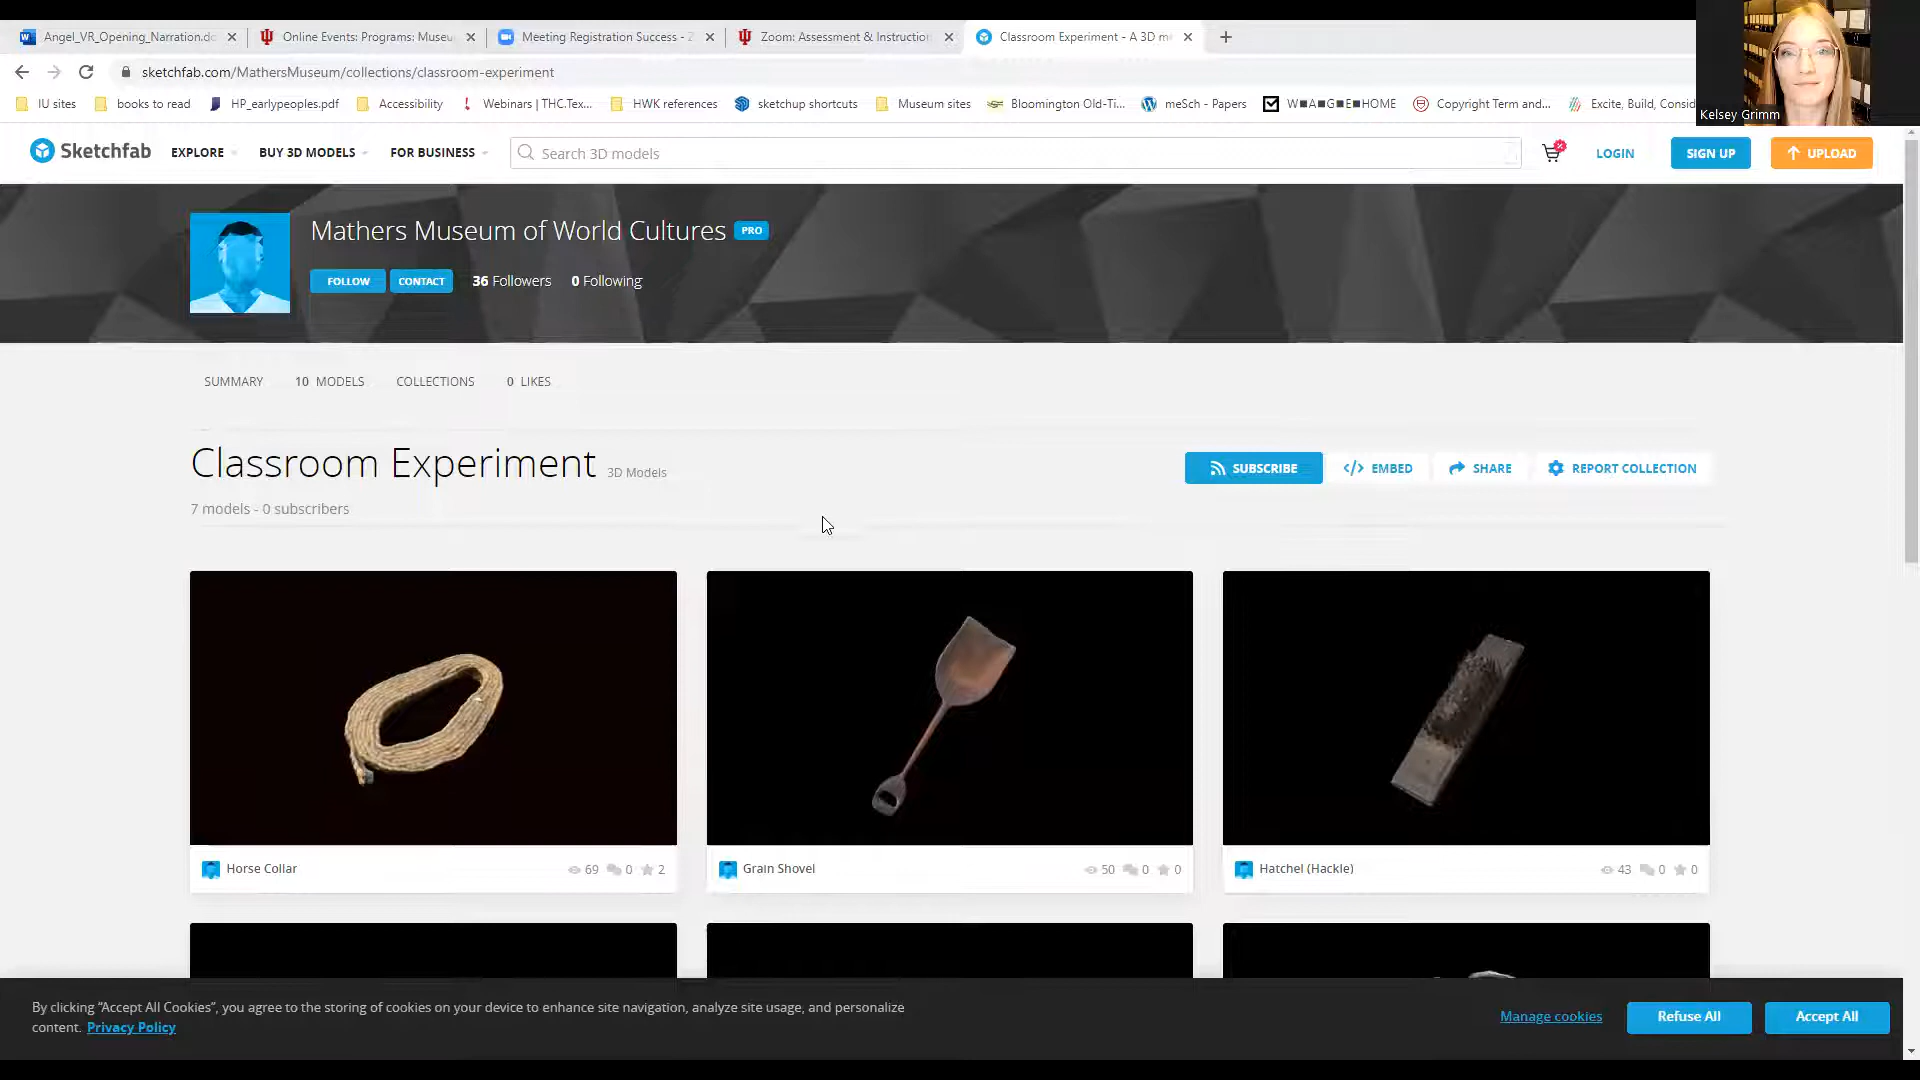 Angel_VR_Opening_Narration.dc
Online Events: Programs: Museu
Meeting Registration Success - Z
Zoom: Assessment & Instruction
Classroom Experiment - A 3D m
sketchfab.com/MathersMuseum/collections/classroom-experiment
IU sites
books to read
HP_earlypeoples.pdf
Accessibility
Webinars | THC.Tex...
HWK references
sketchup shortcuts
Museum sites
Bloomington Old-Ti...
meSch - Papers
W■A■G■E■HOME
Copyright Term and...
Excite, Build, Consid
Kelsey Grimm
Sketchfab
EXPLORE
BUY 3D MODELS
FOR BUSINESS
Search 3D models
LOGIN
SIGN UP
UPLOAD
Mathers Museum of World Cultures PRO
FOLLOW
CONTACT
36 Followers
0 Following
SUMMARY
10 MODELS
COLLECTIONS
0 LIKES
Classroom Experiment 3D Models
SUBSCRIBE
</> EMBED
SHARE
REPORT COLLECTION
7 models - 0 subscribers
Horse Collar
69
0
2
Grain Shovel
50
0
0
Hatchel (Hackle)
43
0
0
By clicking “Accept All Cookies”, you agree to the storing of cookies on your device to enhance site navigation, analyze site usage, and personalize
content. Privacy Policy
Manage cookies
Refuse All
Accept All